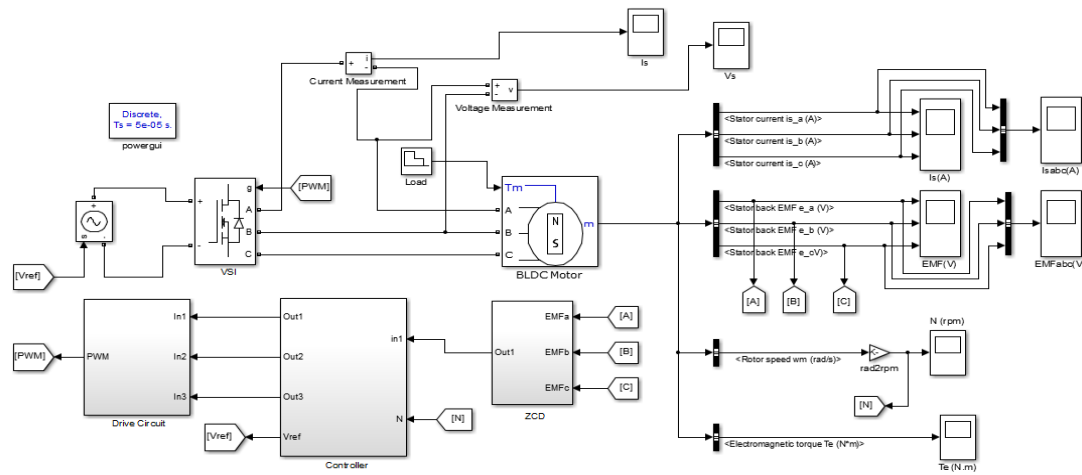 i
+
-
Is
Current Measurement
+
-
v
Vs
Voltage Measurement
Discrete,
Ts = 5e-05 s.
powergui
<Stator current is_a (A)>
<Stator current is_b (A)>
<Stator current is_c (A)>
Is(A)
Isabc(A)
Load
[PWM]
g
A
B
C
+
-
VSI
+
-
s
[Vref]
Tm
A
B
C
N
S
m
BLDC Motor
<Stator back EMF e_a (V)>
<Stator back EMF e_b (V)>
<Stator back EMF e_c(V)>
EMF(V)
EMFabc(V
[A]
[B]
[C]
In1
In2
In3
PWM
[PWM]
Drive Circuit
Out1
Out2
Out3
Vref
in1
N
[Vref]
Controller
[N]
Out1
EMFa
EMFb
EMFc
ZCD
[A]
[B]
[C]
N (rpm)
<Rotor speed wm (rad/s)>
rad2rpm
[N]
<Electromagnetic torque Te (N*m)>
Te (N.m)